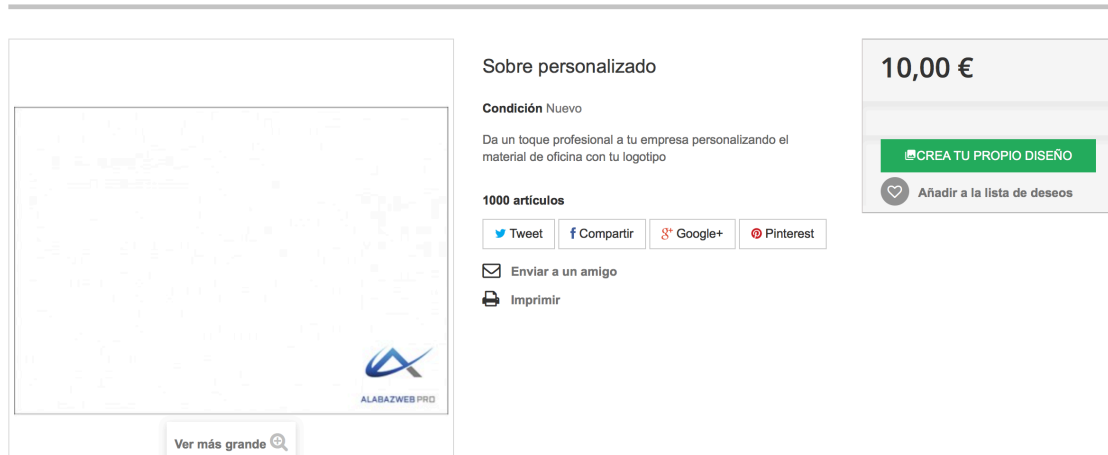 ALABAZWEB PRO
Ver más grande
Sobre personalizado
Condición Nuevo
Da un toque profesional a tu empresa personalizando el
material de oficina con tu logotipo
1000 artículos
Tweet
Compartir
Google+
Pinterest
Enviar a un amigo
Imprimir
10,00 €
CREA TU PROPIO DISEÑO
Añadir a la lista de deseos